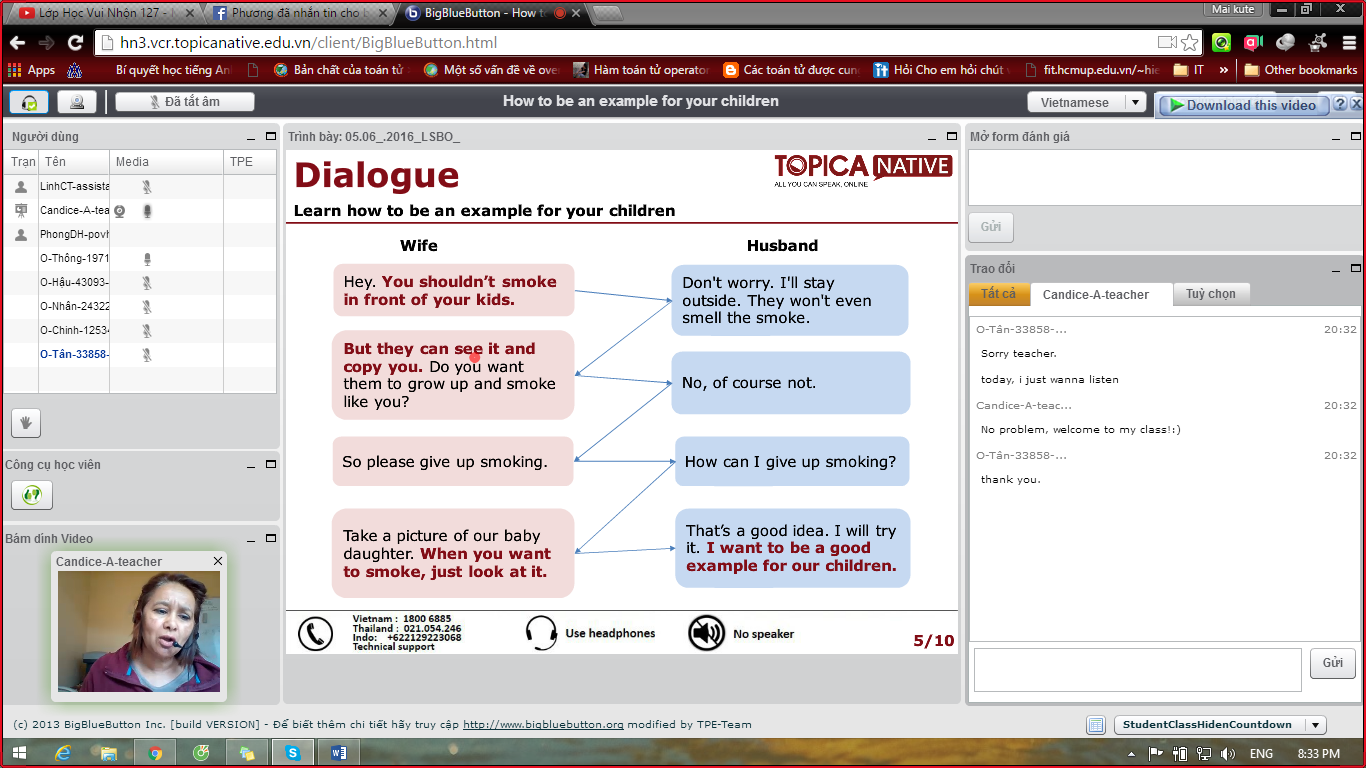 Lớp Học Vui Nhộn 127 -
Phương đã nhắn tin cho b
BigBlueButton - How t
Mai kute
hn3.vcr.topicanative.edu.vn/client/BigBlueButton.html
Apps
Bí quyết học tiếng An
Bản chất của toán tử
Một số vấn đề về over
Hàm toán tử operator
Các toán tử được cung
Hỏi Cho em hỏi chút v
fit.hcmup.edu.vn/~hie
IT
»
Other bookmarks
Đã tắt âm
How to be an example for your children
Vietnamese
Download this video
?
Người dùng
Trạn
Tên
Media
TPE
LinhCT-assista
Candice-A-tea
PhongDH-povh
O-Thông-1971
O-Hậu-43093-
O-Nhân-24322
O-Chinh-12534
O-Tân-33858-
Công cụ học viên
Bám dính Video
Candice-A-teacher
Trình bày: 05.06_.2016_LSBO_
Dialogue
TOPICA NATIVE
ALL YOU CAN SPEAK, ONLINE
Learn how to be an example for your children
Wife
Husband
Hey. You shouldn't smoke
in front of your kids.
Don't worry. I'll stay
outside. They won't even
smell the smoke.
But they can see it and
copy you. Do you want
them to grow up and smoke
like you?
No, of course not.
So please give up smoking.
How can I give up smoking?
Take a picture of our baby
daughter. When you want
to smoke, just look at it.
That's a good idea. I will try
it. I want to be a good
example for our children.
Vietnam : 1800 6885
Thailand : 021.054.246
Indo: +622129223068
Technical support
Use headphones
No speaker
5/10
Mở form đánh giá
Gửi
Trao đổi
Tất cả
Candice-A-teacher
Tuỳ chọn
O-Tân-33858-... 20:32
Sorry teacher.
today, i just wanna listen
Candice-A-teac... 20:32
No problem, welcome to my class!:)
O-Tân-33858-... 20:32
thank you.
Gửi
(c) 2013 BigBlueButton Inc. [build VERSION] - Để biết thêm chi tiết hãy truy cập http://www.bigbluebutton.org modified by TPE-Team
StudentClassHidenCountdown
ENG
8:33 PM